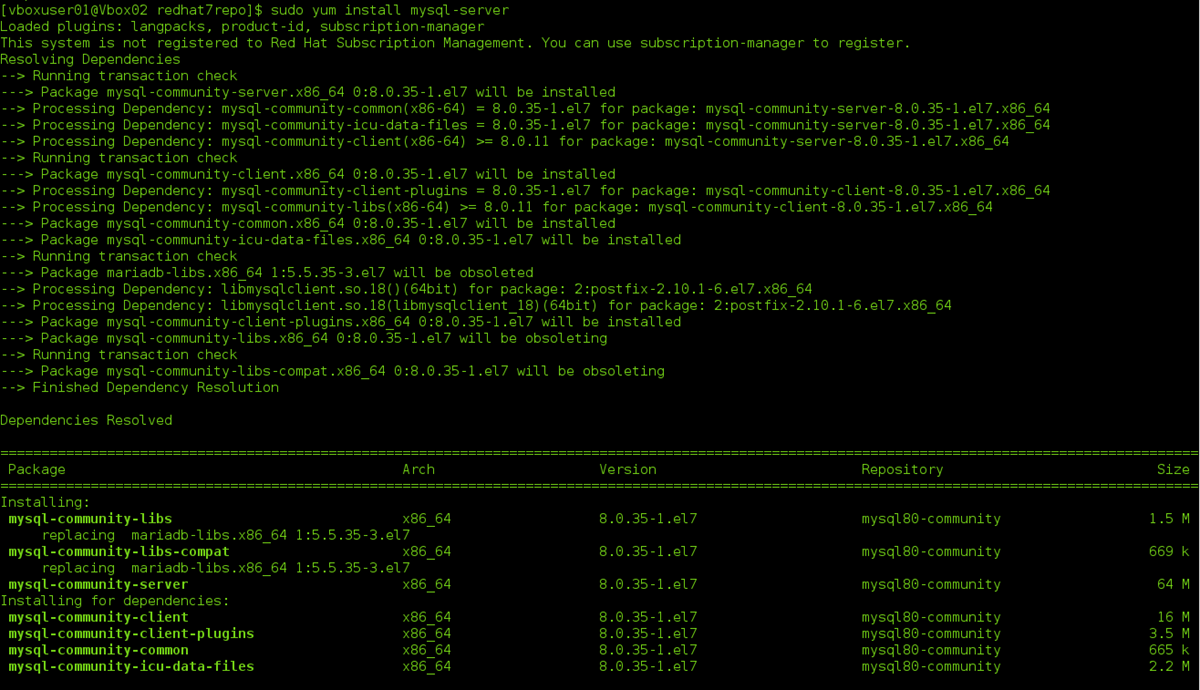 [vboxuser01@Vbox02 redhat7repo]$ sudo yum install mysql-server
Loaded plugins: langpacks, product-id, subscription-manager
This system is not registered to Red Hat Subscription Management. You can use subscription-manager to register.
Resolving Dependencies
--> Running transaction check
---> Package mysql-community-server.x86_64 0:8.0.35-1.el7 will be installed
--> Processing Dependency: mysql-community-common(x86-64) = 8.0.35-1.el7 for package: mysql-community-server-8.0.35-1.el7.x86_64
--> Processing Dependency: mysql-community-icu-data-files = 8.0.35-1.el7 for package: mysql-community-server-8.0.35-1.el7.x86_64
--> Processing Dependency: mysql-community-client(x86-64) >= 8.0.11 for package: mysql-community-server-8.0.35-1.el7.x86_64
--> Running transaction check
---> Package mysql-community-client.x86_64 0:8.0.35-1.el7 will be installed
--> Processing Dependency: mysql-community-client-plugins = 8.0.35-1.el7 for package: mysql-community-client-8.0.35-1.el7.x86_64
--> Processing Dependency: mysql-community-libs(x86-64) >= 8.0.11 for package: mysql-community-client-8.0.35-1.el7.x86_64
---> Package mysql-community-common.x86_64 0:8.0.35-1.el7 will be installed
---> Package mysql-community-icu-data-files.x86_64 0:8.0.35-1.el7 will be installed
--> Running transaction check
---> Package mariadb-libs.x86_64 1:5.5.35-3.el7 will be obsoleted
--> Processing Dependency: libmysqlclient.so.18()(64bit) for package: 2:postfix-2.10.1-6.el7.x86_64
--> Processing Dependency: libmysqlclient.so.18(libmysqlclient_18)(64bit) for package: 2:postfix-2.10.1-6.el7.x86_64
---> Package mysql-community-client-plugins.x86_64 0:8.0.35-1.el7 will be installed
---> Package mysql-community-libs.x86_64 0:8.0.35-1.el7 will be obsoleting
--> Running transaction check
---> Package mysql-community-libs-compat.x86_64 0:8.0.35-1.el7 will be obsoleting
--> Finished Dependency Resolution
Dependencies Resolved
Package Arch Version Repository Size
Installing:
mysql-community-libs x86_64 8.0.35-1.el7 mysql80-community 1.5 M
replacing mariadb-libs.x86_64 1:5.5.35-3.el7
mysql-community-libs-compat x86_64 8.0.35-1.el7 mysql80-community 669 k
replacing mariadb-libs.x86_64 1:5.5.35-3.el7
mysql-community-server x86_64 8.0.35-1.el7 mysql80-community 64 M
Installing for dependencies:
mysql-community-client x86_64 8.0.35-1.el7 mysql80-community 16 M
mysql-community-client-plugins x86_64 8.0.35-1.el7 mysql80-community 3.5 M
mysql-community-common x86_64 8.0.35-1.el7 mysql80-community 665 k
mysql-community-icu-data-files x86_64 8.0.35-1.el7 mysql80-community 2.2 M